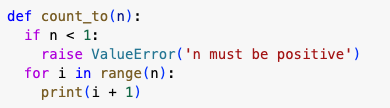 def count_to(n):
  if n < 1:
    raise ValueError('n must be positive')
  for i in range(n):
    print(i + 1)